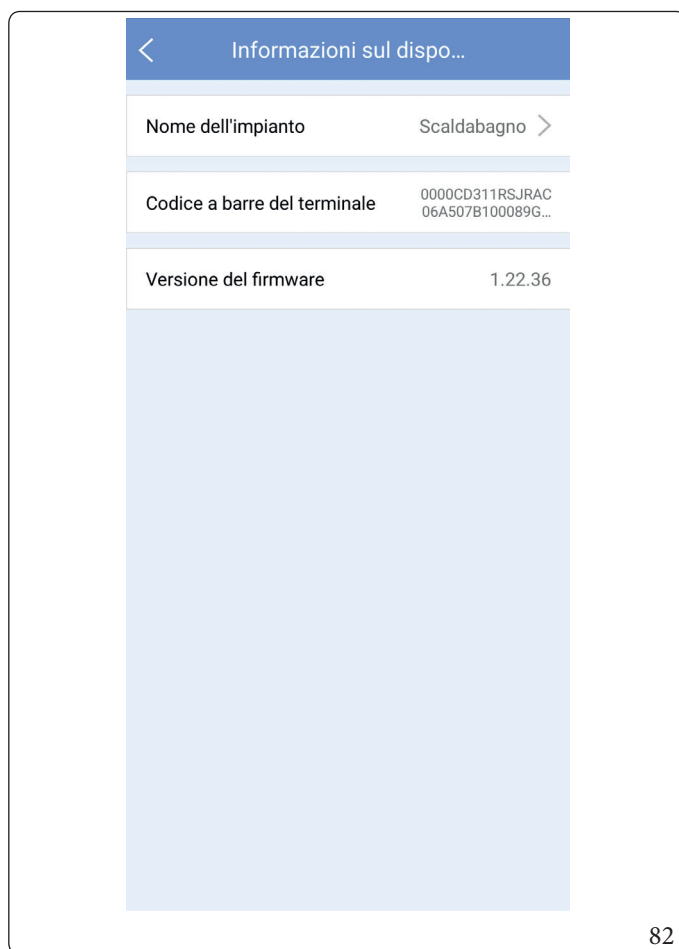 Informazioni sul dispo...
Nome dell'impianto Scaldabagno
Codice a barre del terminale 0000CD311RSJRAC
06A507B100089G...
Versione del firmware 1.22.36
82